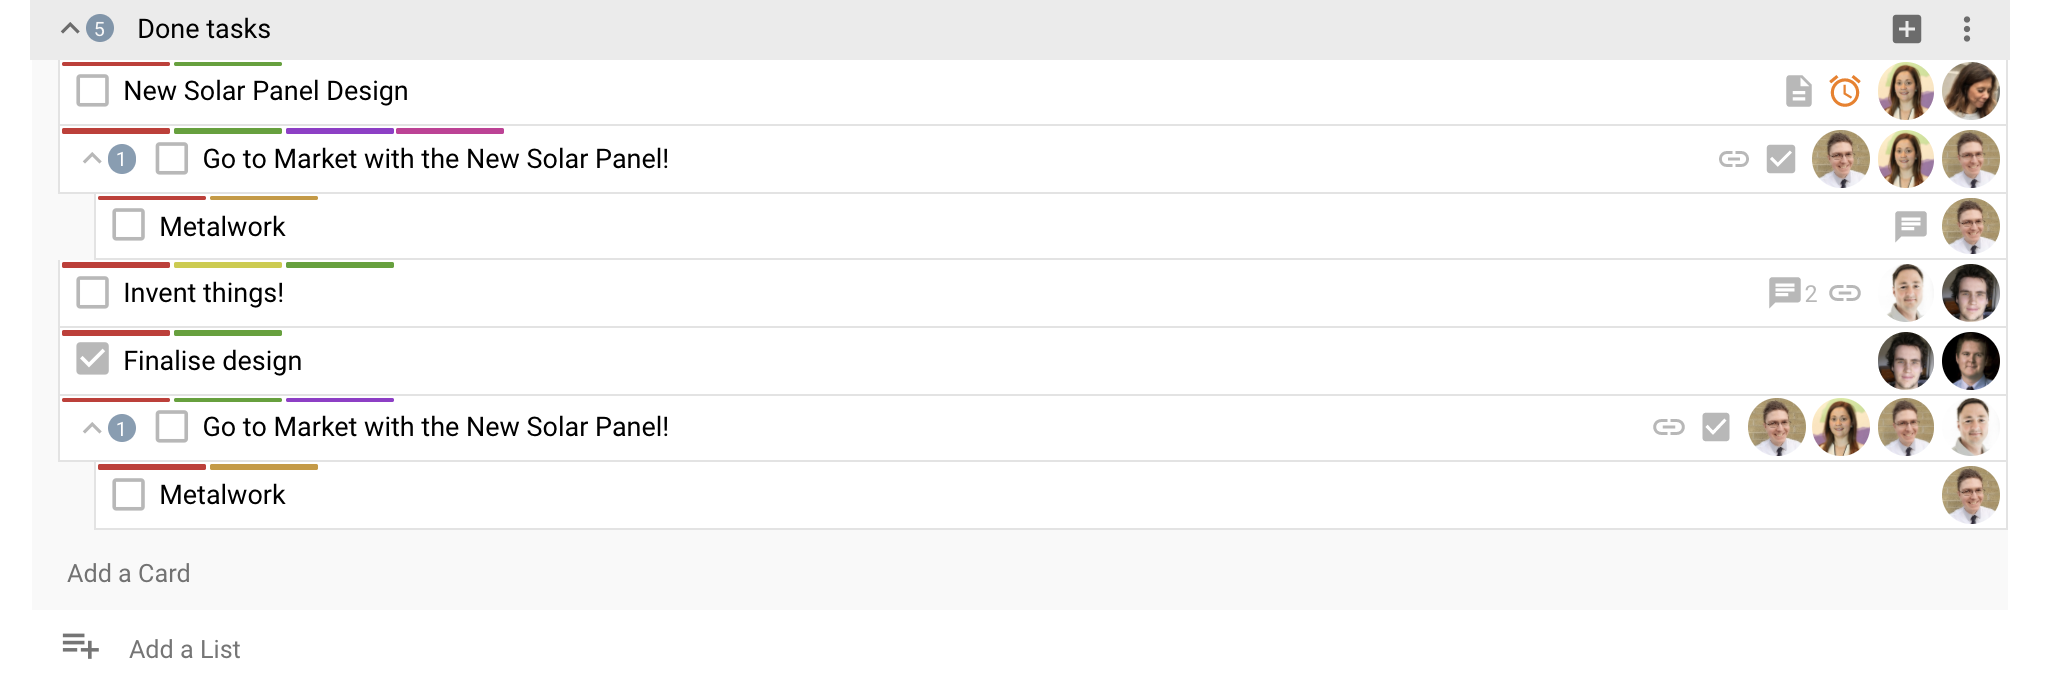 5 Done tasks
New Solar Panel Design
1 Go to Market with the New Solar Panel!
Metalwork
Invent things! 2
Finalise design
1 Go to Market with the New Solar Panel!
Metalwork
Add a Card
Add a List